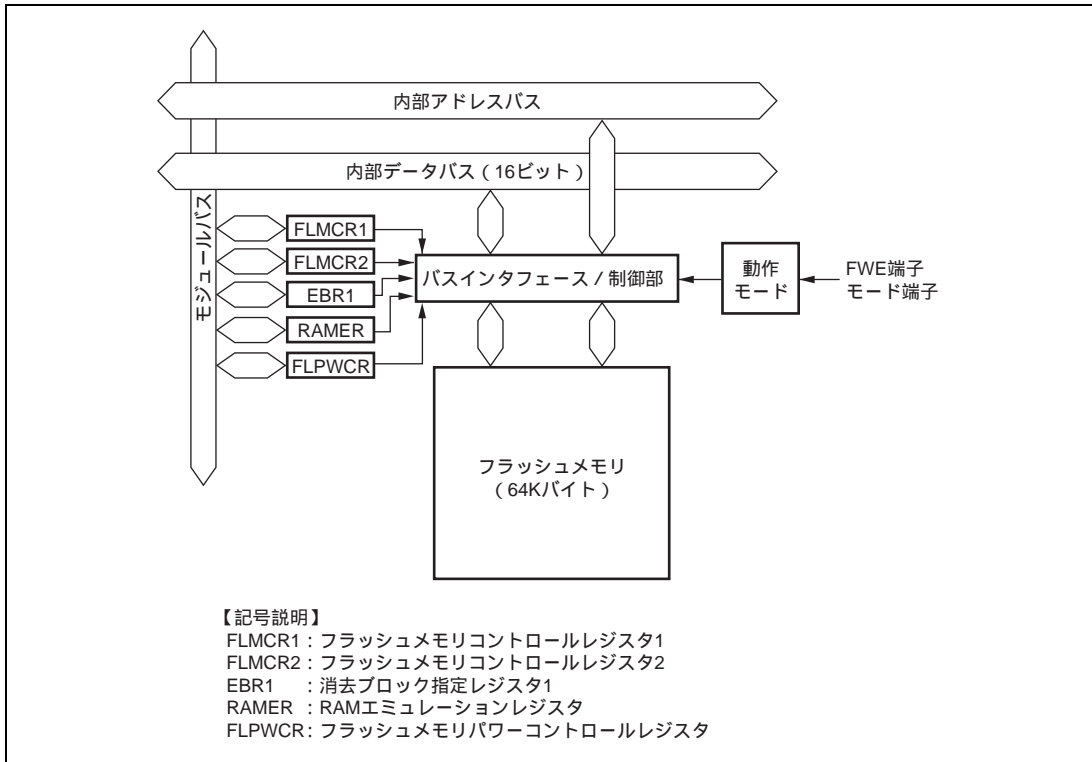 内部アドレスバス
内部データバス（16ビット）
モジュールバス
FLMCR1
FLMCR2
EBR1
RAMER
FLPWCR
バスインタフェース / 制御部
動作
モード
FWE端子
モード端子
フラッシュメモリ
（64Kバイト）
【記号説明】
FLMCR1：フラッシュメモリコントロールレジスタ1
FLMCR2：フラッシュメモリコントロールレジスタ2
EBR1　：消去ブロック指定レジスタ1
RAMER ：RAMエミュレーションレジスタ
FLPWCR：フラッシュメモリパワーコントロールレジスタ